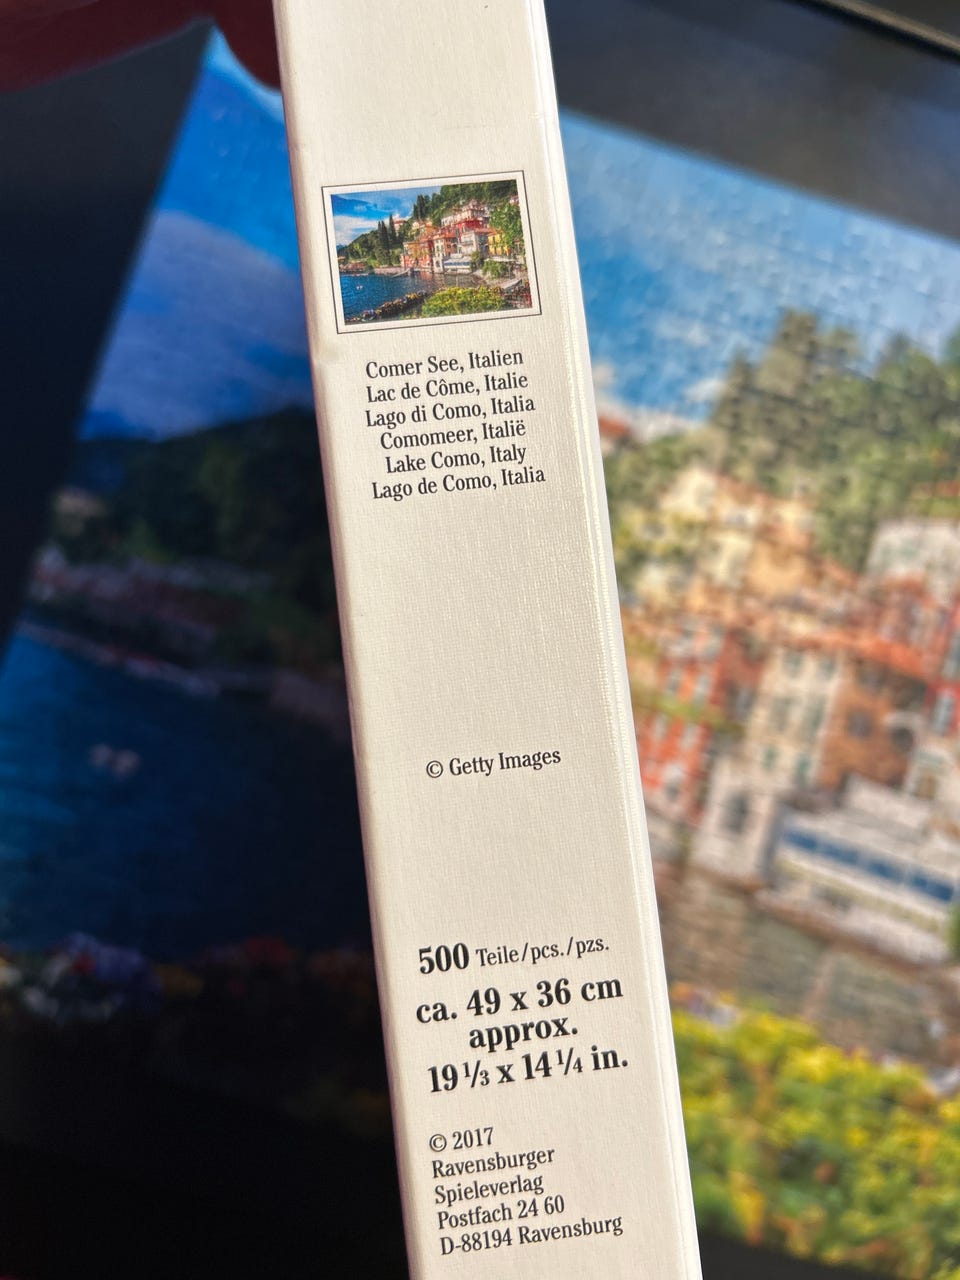 Comer See, Italien
Lac de Côme, Italie
Lago di Como, Italia
Comomeer, Italië
Lake Como, Italy
Lago de Como, Italia
© Getty Images
500 Teile/pcs./pzs.
ca. 49 x 36 cm
approx.
19 1/3 x 14 1/4 in.
© 2017
Ravensburger
Spieleverlag
Postfach 24 60
D-88194 Ravensburg